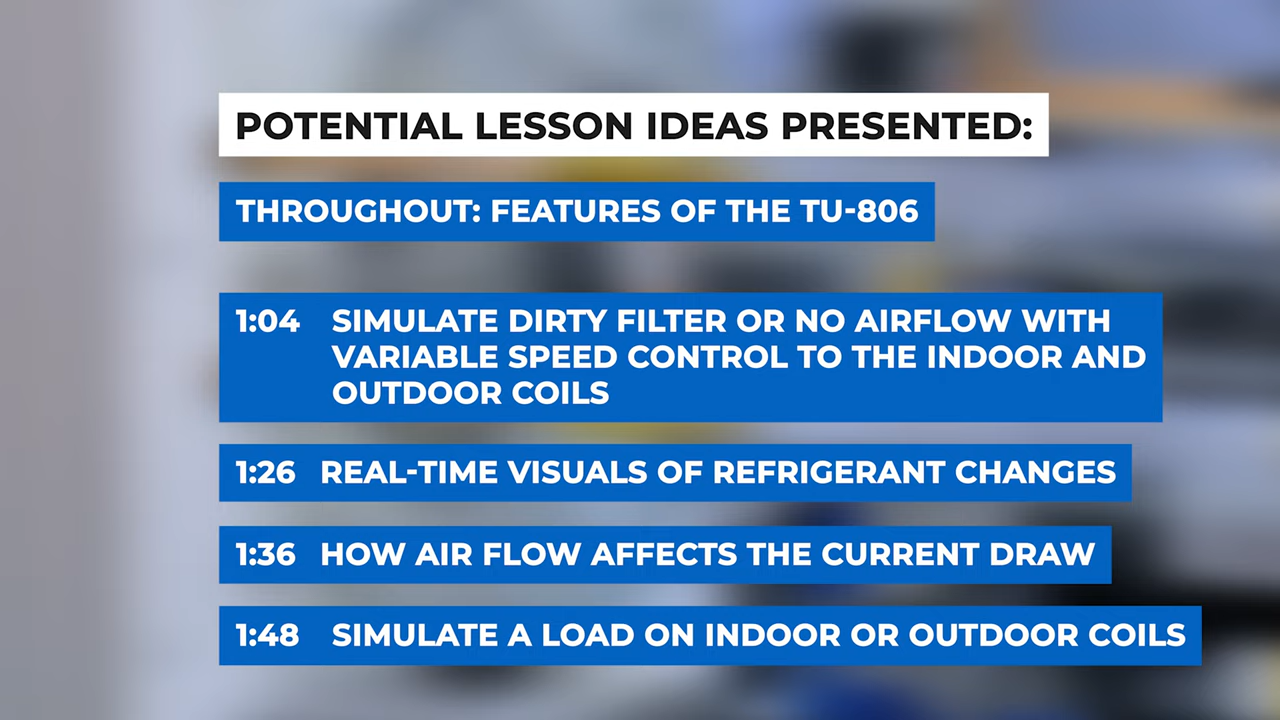 POTENTIAL LESSON IDEAS PRESENTED:
THROUGHOUT: FEATURES OF THE TU-806
1:04 SIMULATE DIRTY FILTER OR NO AIRFLOW WITH
VARIABLE SPEED CONTROL TO THE INDOOR AND
OUTDOOR COILS
1:26 REAL-TIME VISUALS OF REFRIGERANT CHANGES
1:36 HOW AIR FLOW AFFECTS THE CURRENT DRAW
1:48 SIMULATE A LOAD ON INDOOR OR OUTDOOR COILS